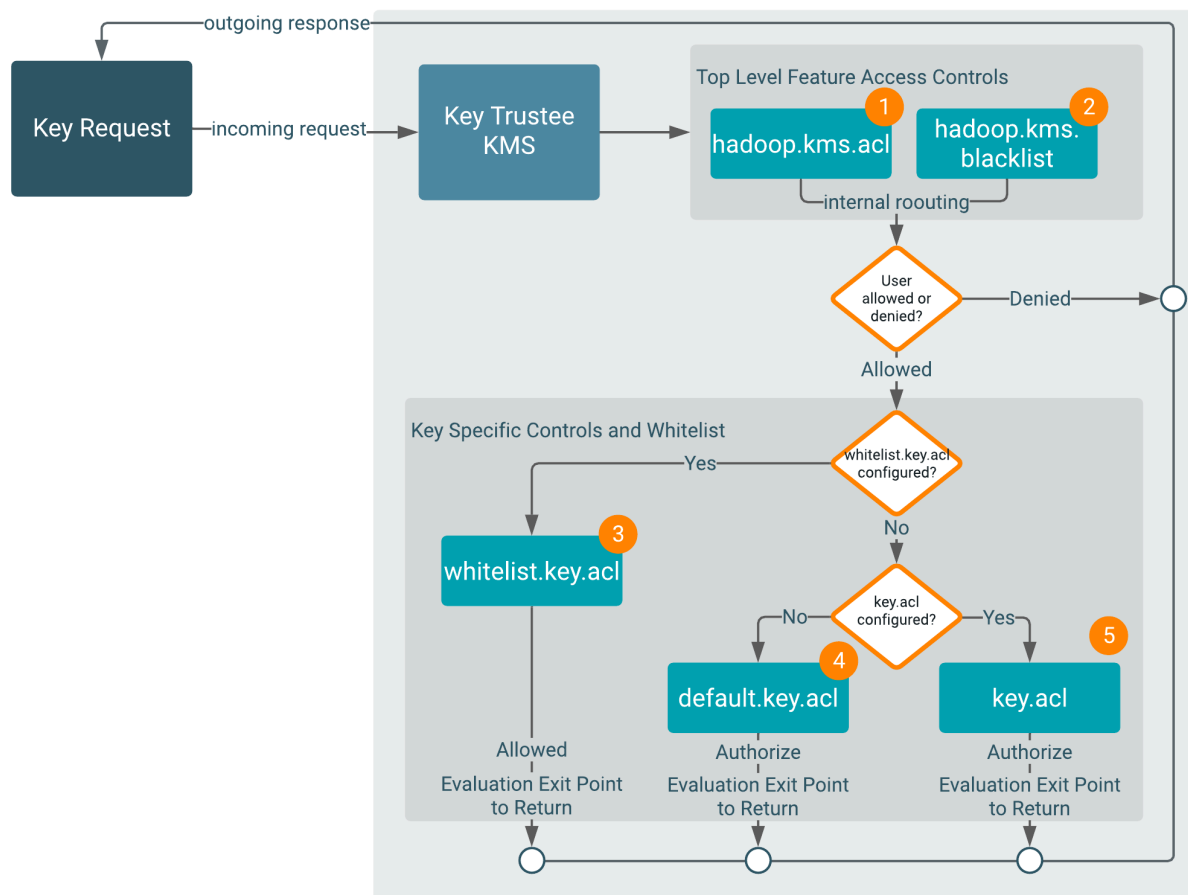 outgoing response
Key Request
incoming request
Key Trustee
KMS
Top Level Feature Access Controls
1
hadoop.kms.acl
2
hadoop.kms.
blacklist
internal roouting
User
allowed or
denied?
Denied
Allowed
Key Specific Controls and Whitelist
whitelist.key.acl
configured?
Yes
No
3
whitelist.key.acl
key.acl
configured?
No
Yes
4
default.key.acl
5
key.acl
Allowed
Evaluation Exit Point
to Return
Authorize
Evaluation Exit Point
to Return
Authorize
Evaluation Exit Point
to Return